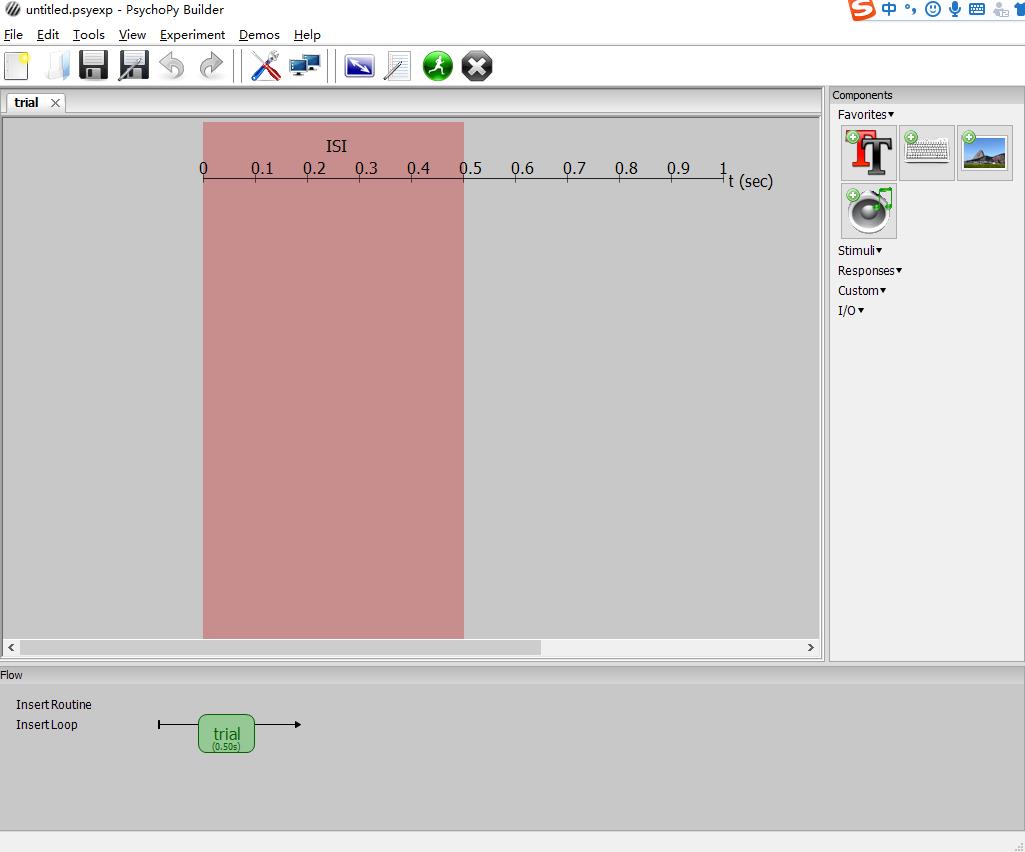 untitled.psyexp - PsychoPy Builder
S 中
File Edit Tools View Experiment Demos Help
trial
Components
Favorites
TT
ISI
0 0.1 0.2 0.3 0.4 0.5 0.6 0.7 0.8 0.9 1
t (sec)
Stimuli
Responses
Custom
I/O
Flow
Insert Routine
Insert Loop
trial
(0.50s)